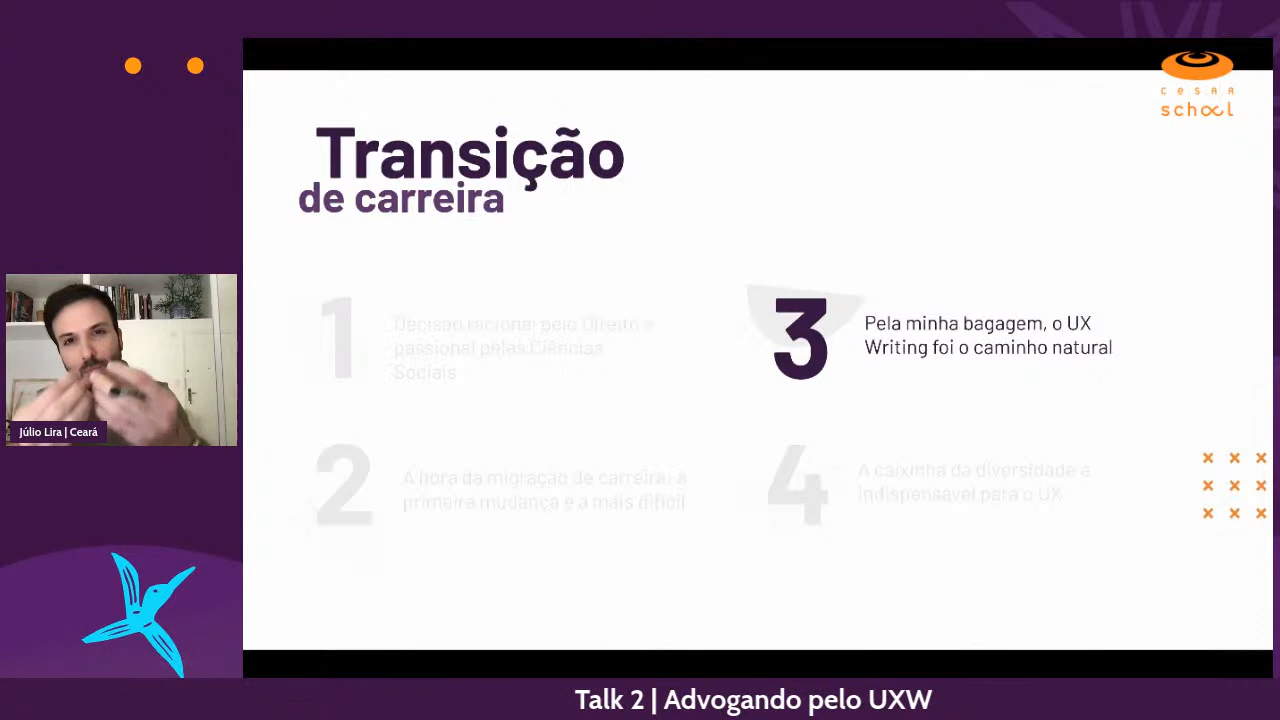 cesar
school
Transição
de carreira
1
Decisão racional pelo Direito e
passional pelas Ciências
Sociais
2
A hora da migração de carreira: a
primeira mudança e a mais difícil
3
Pela minha bagagem, o UX
Writing foi o caminho natural
4
A caixinha da diversidade é
indispensável para o UX
Júlio Lira | Ceará
Talk 2 | Advogando pelo UXW